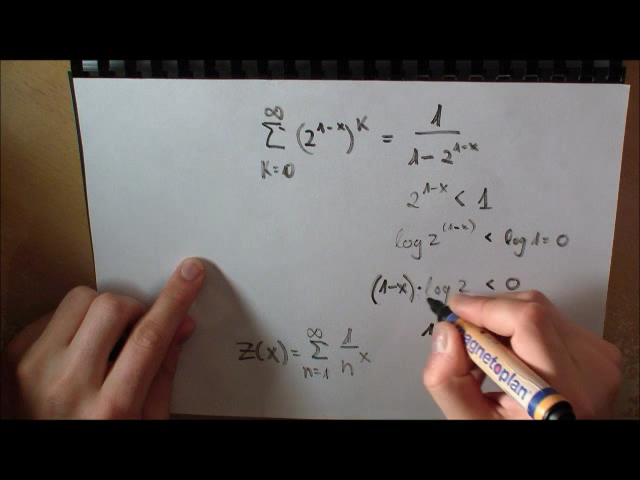 ∞ ∑ K=0 (2^(1-x))^K = 1/(1-2^(1-x))
2^(1-x) < 1
log 2^(1-x) < log 1 = 0
(1-x)·log 2 < 0
1
Z(x) = ∞ ∑ n=1 1/n^x
magnetoplan